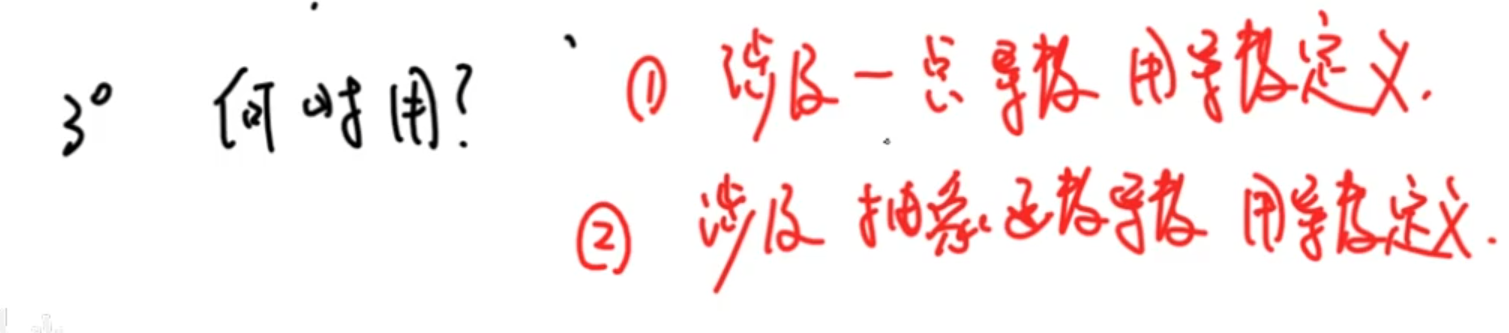 3° 何时用? ① 涉及一点导数 用导数定义.
② 涉及 抽象函数导数 用导数定义.